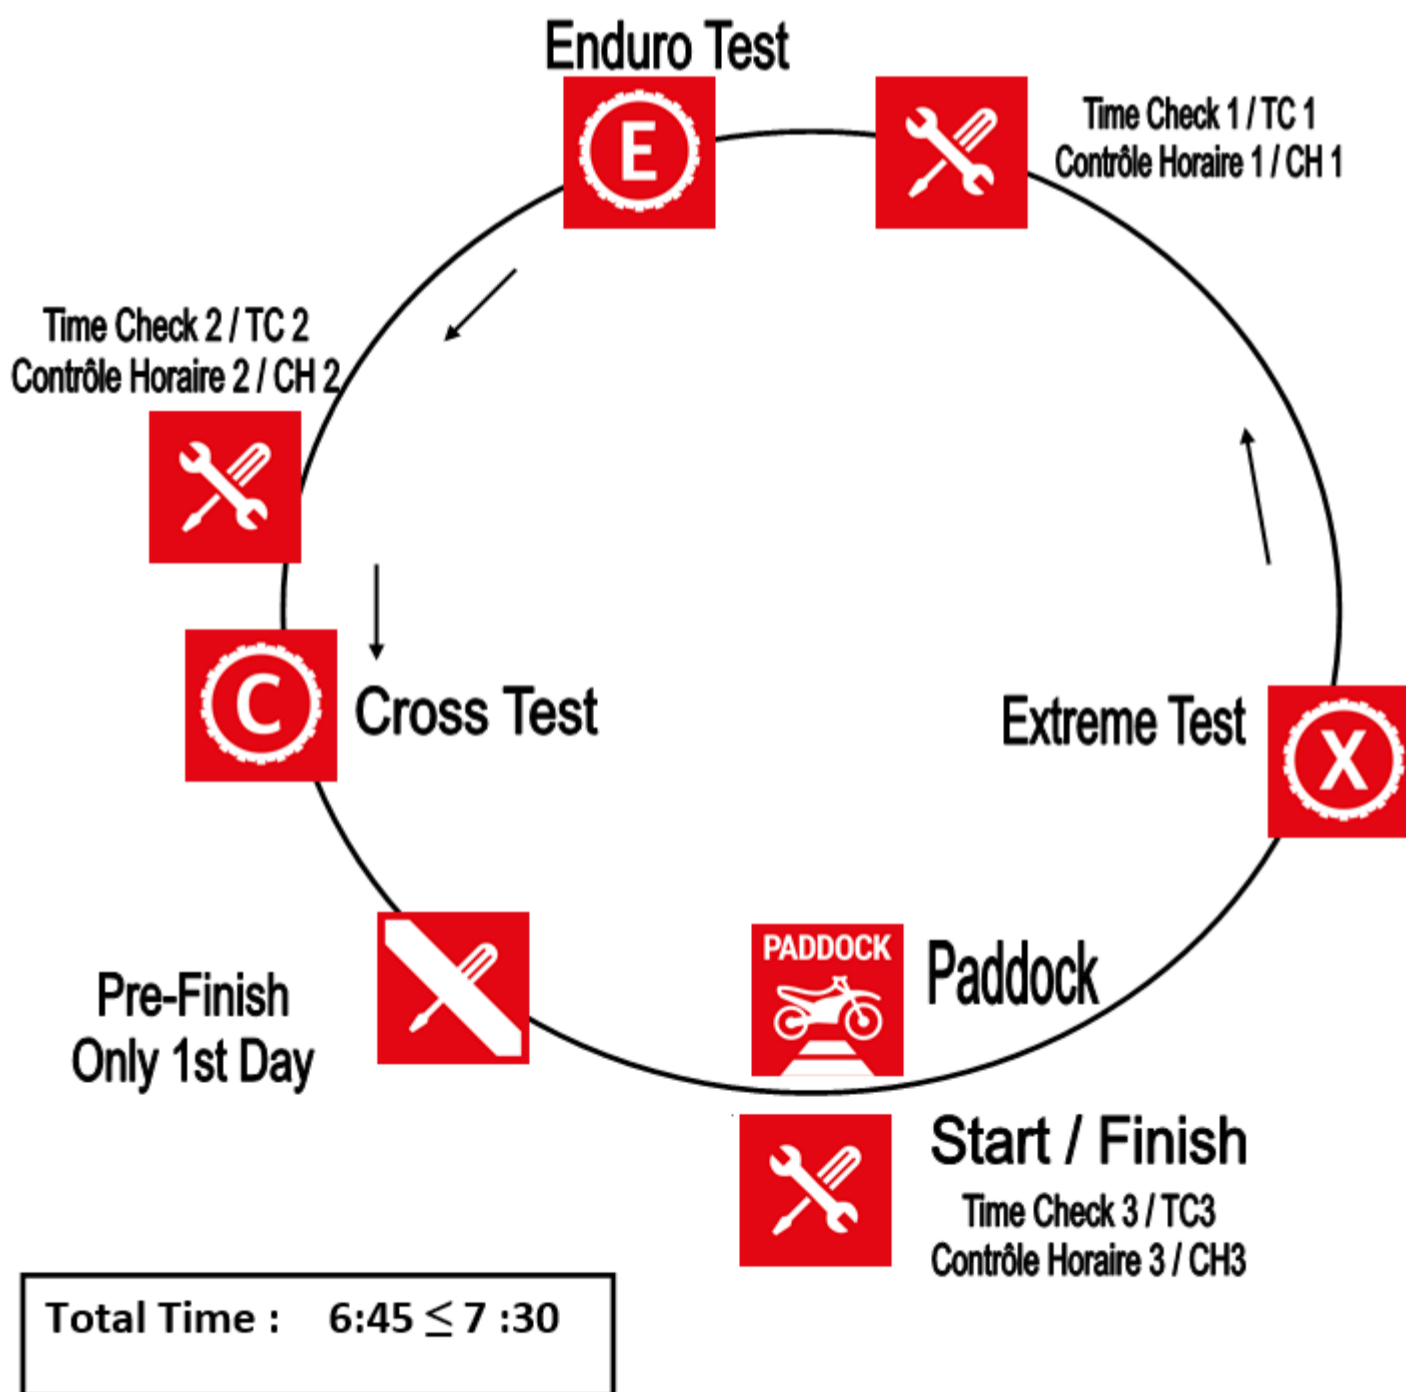 Enduro Test
E
Time Check 1 / TC 1
Contrôle Horaire 1 / CH 1
Time Check 2 / TC 2
Contrôle Horaire 2 / CH 2
C
Cross Test
Extreme Test
X
Pre-Finish
Only 1st Day
PADDOCK
Paddock
Start / Finish
Time Check 3 / TC3
Contrôle Horaire 3 / CH3
Total Time : 6:45 ≤ 7 :30